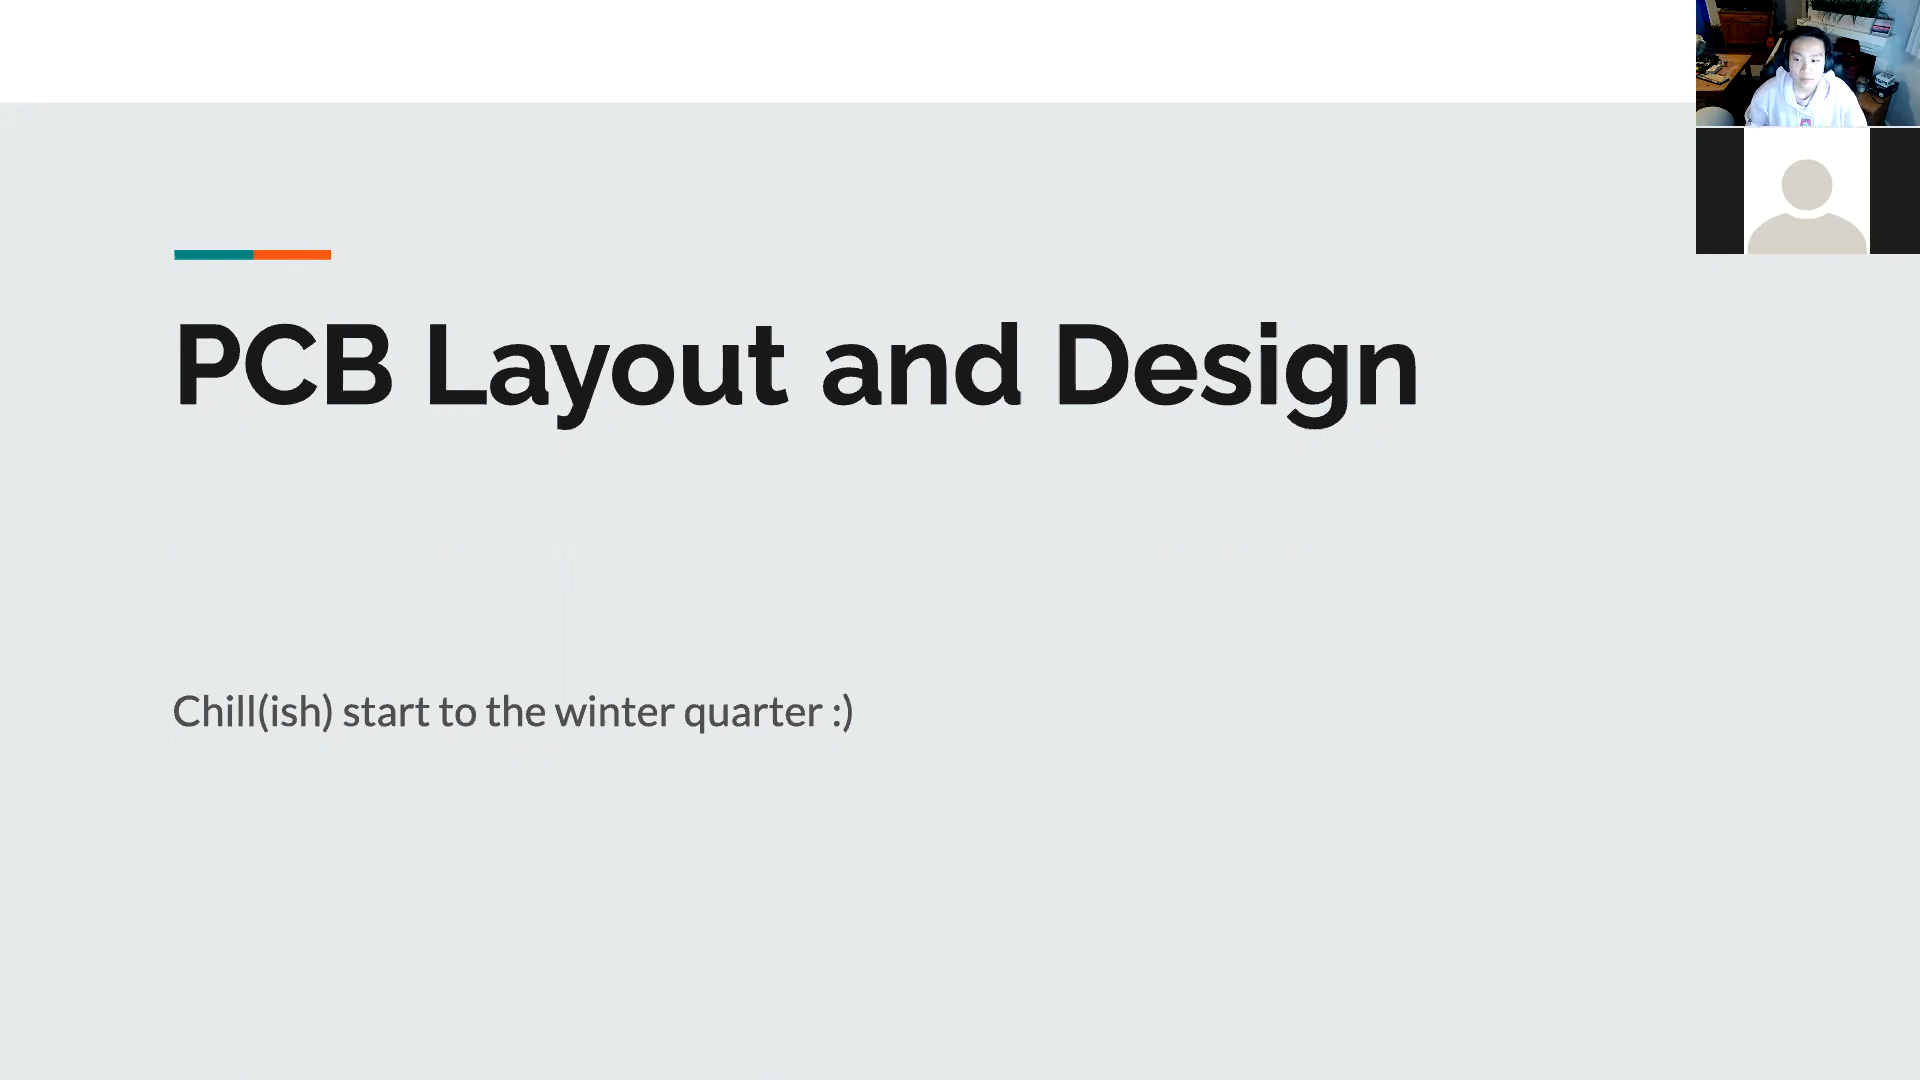 PCB Layout and Design
Chill(ish) start to the winter quarter :)